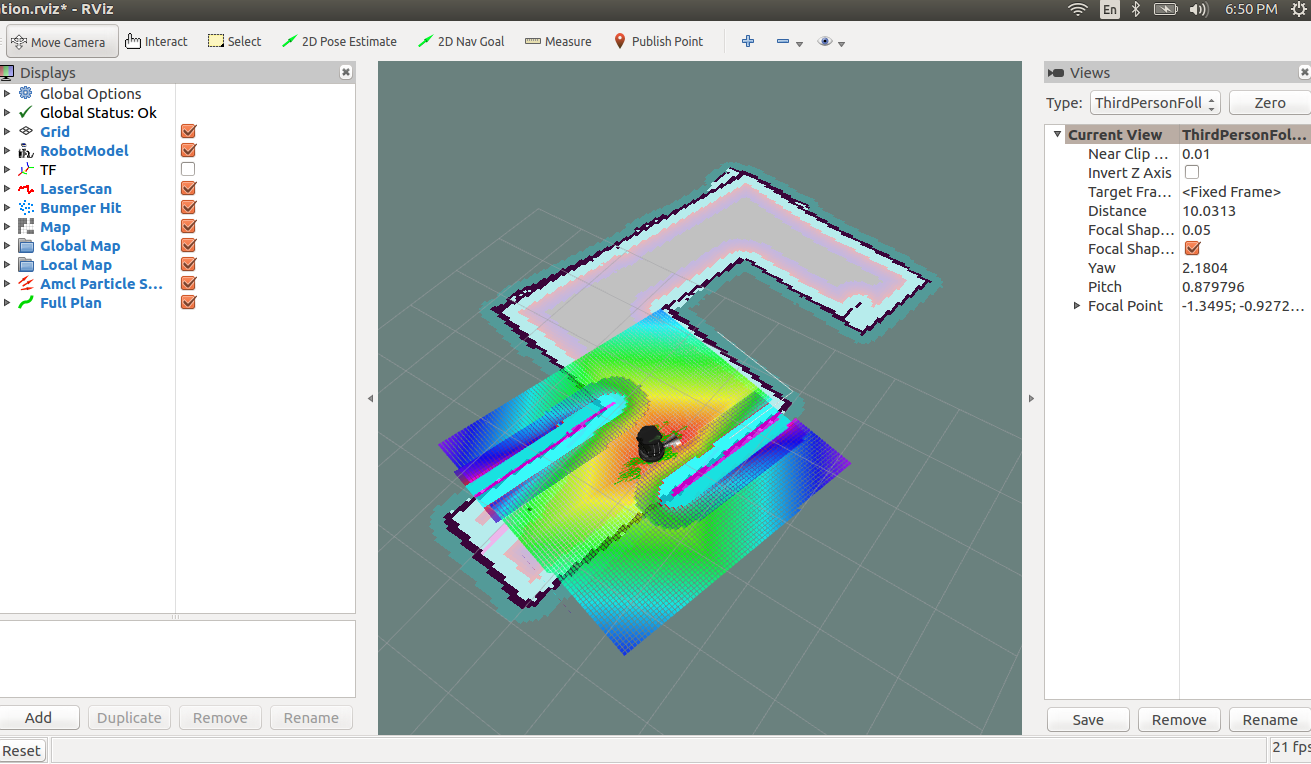 ation.rviz* - RViz
En
6:50 PM
Move Camera Interact Select 2D Pose Estimate 2D Nav Goal Measure Publish Point
Displays
Global Options
Global Status: Ok
Grid
RobotModel
TF
LaserScan
Bumper Hit
Map
Global Map
Local Map
Amcl Particle S...
Full Plan
Add Duplicate Remove Rename
Reset
Views
Type: ThirdPersonFoll Zero
Current View ThirdPersonFol...
Near Clip ... 0.01
Invert Z Axis
Target Fra... <Fixed Frame>
Distance 10.0313
Focal Shap... 0.05
Focal Shap...
Yaw 2.1804
Pitch 0.879796
Focal Point -1.3495; -0.9272...
Save Remove Rename
21 fps